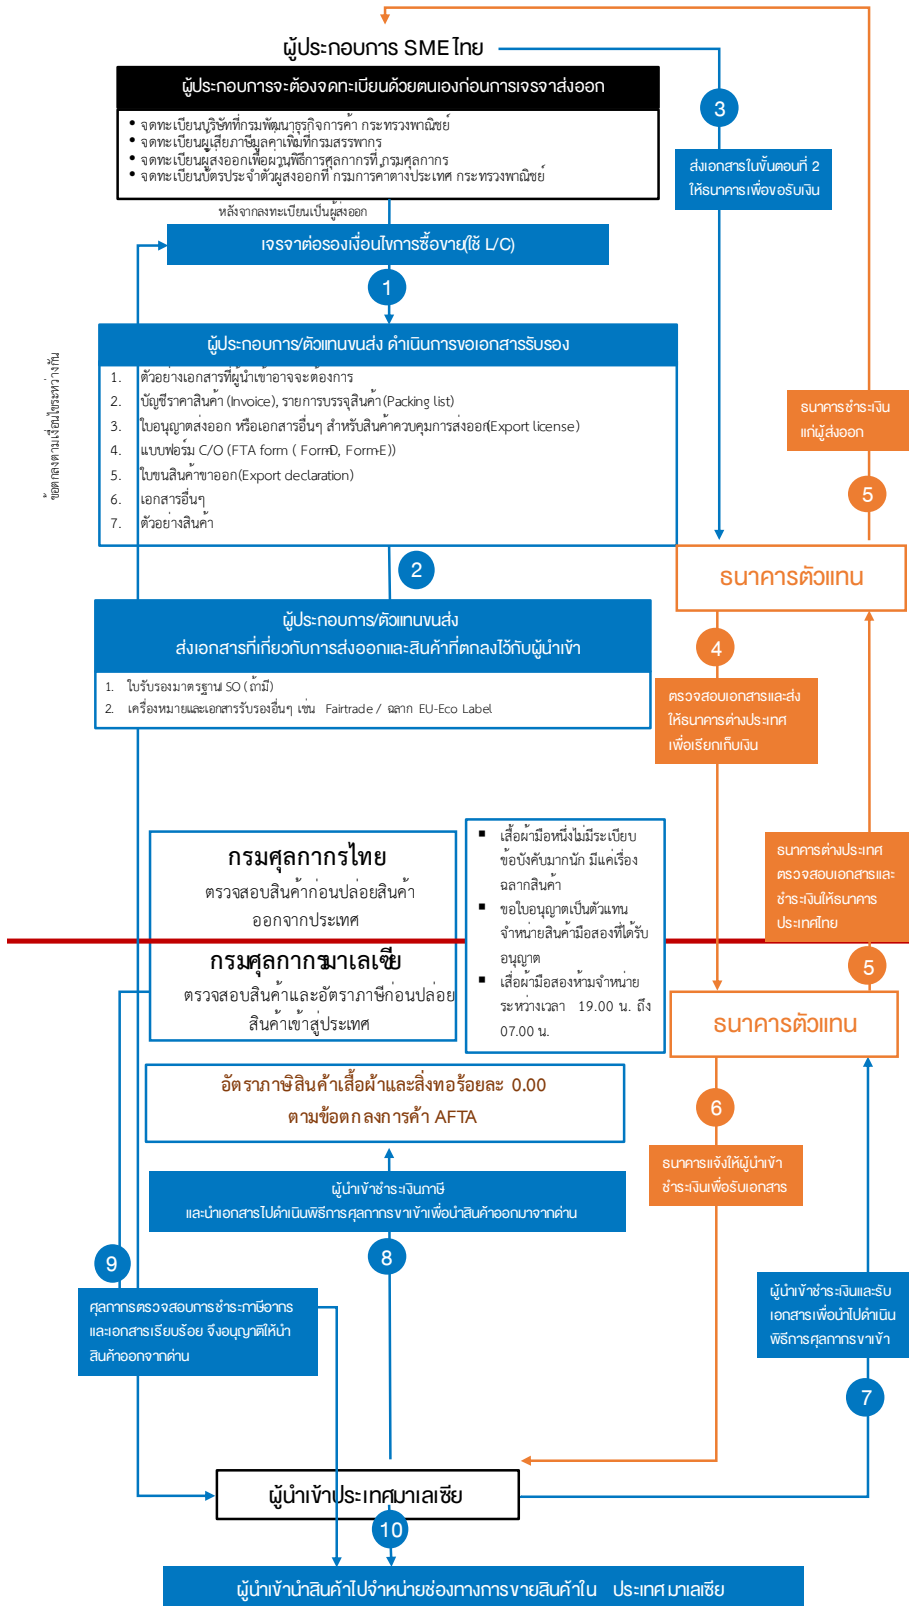 ผู้ประกอบการ SME ไทย
ผู้ประกอบการจะต้องจดทะเบียนด้วยตนเองก่อนการเจรจาส่งออก
• จดทะเบียนบริษัทที่กรมพัฒนาธุรกิจการค้า กระทรวงพาณิชย์
• จดทะเบียนผู้เสียภาษีมูลค่าเพิ่มที่กรมสรรพากร
• จดทะเบียนผู้ส่งออกเพื่อผ่านพิธีการศุลกากรที่ กรมศุลกากร
• จดทะเบียนบัตรประจำตัวผู้ส่งออกที่ กรมการค้าต่างประเทศ กระทรวงพาณิชย์
3
ส่งเอกสารในขั้นตอนที่ 2
ให้ธนาคารเพื่อขอรับเงิน
หลังจากลงทะเบียนเป็นผู้ส่งออก
เจรจาต่อรองเงื่อนไขการซื้อขาย(ใช้ L/C)
1
ข้อตกลงตามเงื่อนไขระหว่างกัน
ผู้ประกอบการ/ตัวแทนขนส่ง ดำเนินการขอเอกสารรับรอง
1. ตัวอย่างเอกสารที่ผู้นำเข้าอาจจะต้องการ
2. บัญชีราคาสินค้า (Invoice), รายการบรรจุสินค้า (Packing list)
3. ใบอนุญาตส่งออก หรือเอกสารอื่นๆ สำหรับสินค้าควบคุมการส่งออก(Export license)
4. แบบฟอร์ม C/O (FTA form ( FormD, FormE))
5. ใบขนสินค้าขาออก(Export declaration)
6. เอกสารอื่นๆ
7. ตัวอย่างสินค้า
ธนาคารชำระเงิน
แก่ผู้ส่งออก
5
2
ธนาคารตัวแทน
ผู้ประกอบการ/ตัวแทนขนส่ง
ส่งเอกสารที่เกี่ยวกับการส่งออกและสินค้าที่ตกลงไว้กับผู้นำเข้า
1. ใบรับรองมาตรฐาน ISO (ถ้ามี)
2. เครื่องหมายและเอกสารรับรองอื่นๆ เช่น Fairtrade / ฉลาก EU-Eco Label
4
ตรวจสอบเอกสารและส่ง
ให้ธนาคารต่างประเทศ
เพื่อเรียกเก็บเงิน
กรมศุลกากรไทย
ตรวจสอบสินค้าก่อนปล่อยสินค้า
ออกจากประเทศ
กรมศุลกากรมาเลเซีย
ตรวจสอบสินค้าและอัตราภาษีก่อนปล่อย
สินค้าเข้าสู่ประเทศ
▪ เสื้อผ้ามือหนึ่งไม่มีระเบียบ
ข้อบังคับมากนัก มีแค่เรื่อง
ฉลากสินค้า
▪ ขอใบอนุญาตเป็นตัวแทน
จำหน่ายสินค้ามือสองที่ได้รับ
อนุญาต
▪ เสื้อผ้ามือสองห้ามจำหน่าย
ระหว่างเวลา 19.00 น. ถึง
07.00 น.
ธนาคารต่างประเทศ
ตรวจสอบเอกสารและ
ชำระเงินให้ธนาคาร
ประเทศไทย
5
ธนาคารตัวแทน
อัตราภาษีสินค้าเสื้อผ้าและสิ่งทอร้อยละ 0.00
ตามข้อตกลงการค้า AFTA
6
ธนาคารแจ้งให้ผู้นำเข้า
ชำระเงินเพื่อรับเอกสาร
ผู้นำเข้าชำระเงินภาษี
และนำเอกสารไปดำเนินพิธีการศุลกากรขาเข้าเพื่อนำสินค้าออกมาจากด่าน
8
9
ศุลกากรตรวจสอบการชำระภาษีอากร
และเอกสารเรียบร้อย จึงอนุญาติให้นำ
สินค้าออกจากด่าน
ผู้นำเข้าชำระเงินและรับ
เอกสารเพื่อนำไปดำเนิน
พิธีการศุลกากรขาเข้า
7
ผู้นำเข้าประเทศมาเลเซีย
10
ผู้นำเข้านำสินค้าไปจำหน่ายช่องทางการขายสินค้าใน ประเทศมาเลเซีย